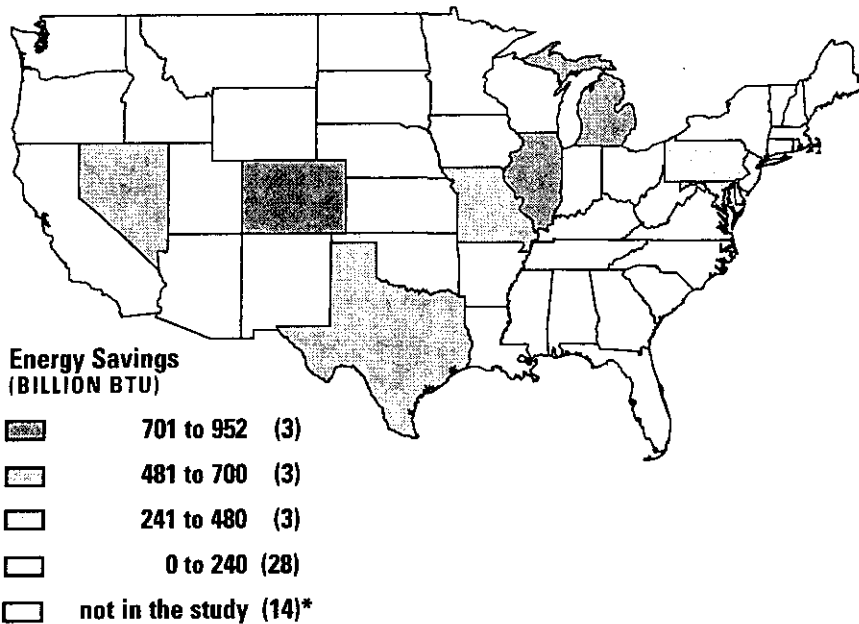 Energy Savings
(BILLION BTU)
701 to 952 (3)
481 to 700 (3)
241 to 480 (3)
0 to 240 (28)
not in the study (14)*